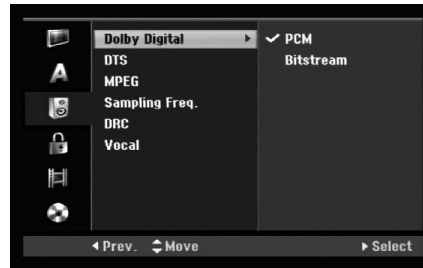 A
Dolby Digital ▶ ✓ PCM
DTS Bitstream
MPEG
Sampling Freq.
DRC
Vocal
◀ Prev. ⬍ Move ▶ Select